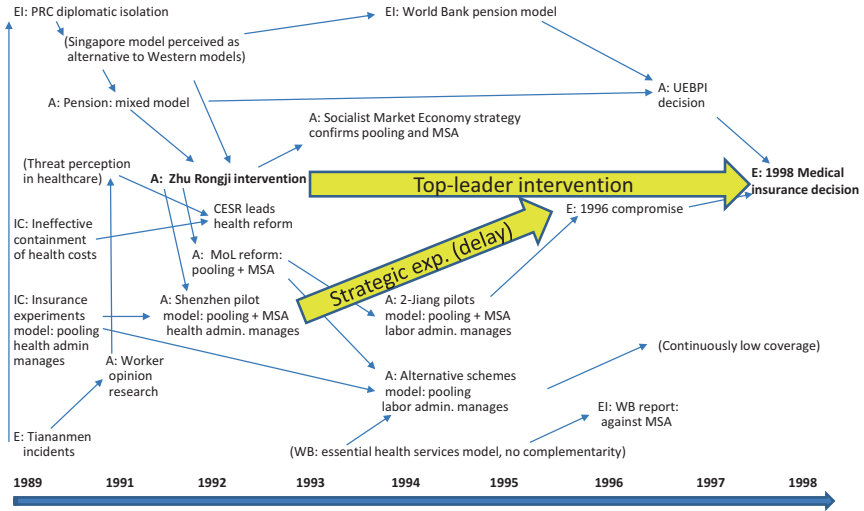 EI: PRC diplomatic isolation
EI: World Bank pension model
(Singapore model perceived as
alternative to Western models)
A: Pension: mixed model
A: UEBPI
decision
A: Socialist Market Economy strategy
confirms pooling and MSA
(Threat perception
in healthcare)
A: Zhu Rongji intervention
Top-leader intervention
E: 1998 Medical
insurance decision
CESR leads
health reform
E: 1996 compromise
IC: Ineffective
containment
of health costs
Strategic exp. (delay)
A: MoL reform:
pooling + MSA
IC: Insurance
experiments
model: pooling
health admin
manages
A: Shenzhen pilot
model: pooling + MSA
health admin. manages
A: 2-Jiang pilots
model: pooling + MSA
labor admin. manages
(Continuously low coverage)
A: Worker
opinion
research
A: Alternative schemes
model: pooling
labor admin. manages
EI: WB report:
against MSA
E: Tiananmen
incidents
(WB: essential health services model, no complementarity)
1989 1991 1992 1993 1994 1995 1996 1997 1998